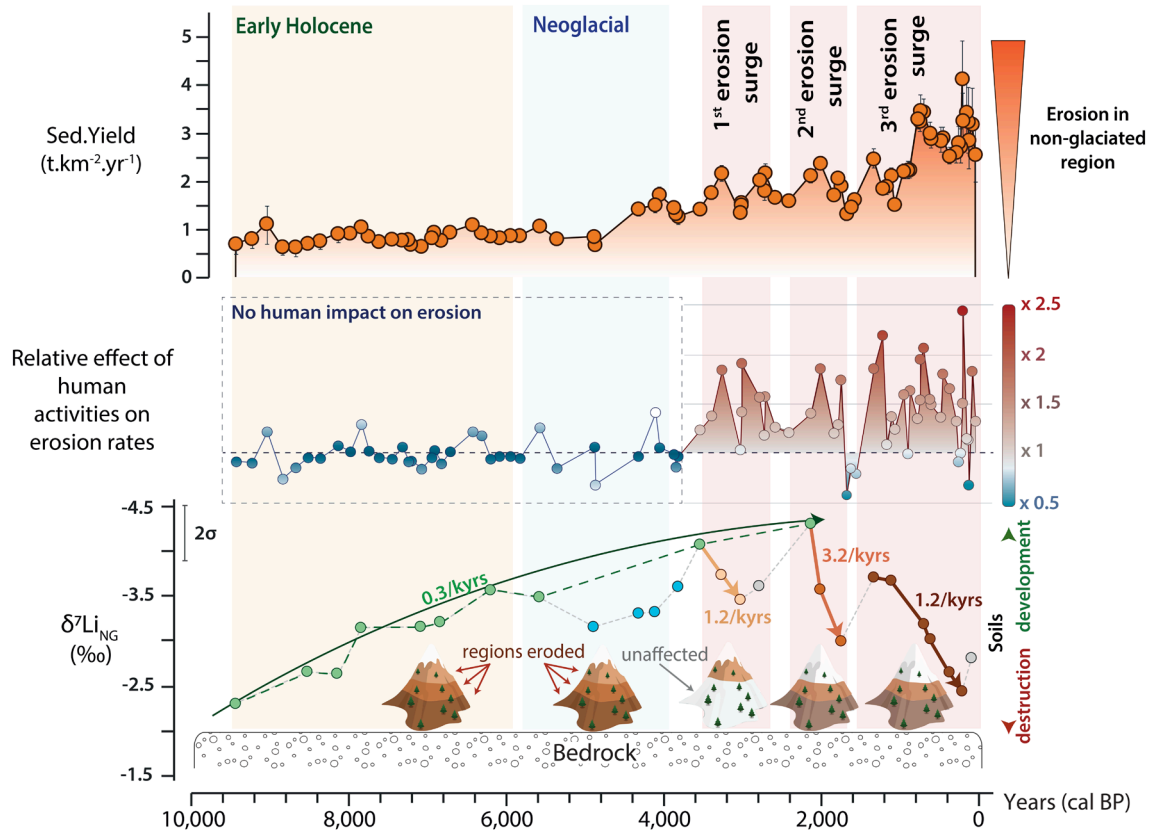 Early Holocene
Neoglacial
1st erosion
surge
2nd erosion
surge
3rd erosion
surge
5
4
3
2
1
0
Sed.Yield
(t.km-2.yr-1)
Erosion in
non-glaciated
region
No human impact on erosion
Relative effect of
human
activities on
erosion rates
x 2.5
x 2
x 1.5
x 1
x 0.5
-4.5
-3.5
-2.5
-1.5
2σ
δ7LiNG
(‰)
0.3/kyrs
1.2/kyrs
3.2/kyrs
1.2/kyrs
regions eroded
unaffected
Soils
development
destruction
Bedrock
10,000
8,000
6,000
4,000
2,000
0
Years (cal BP)